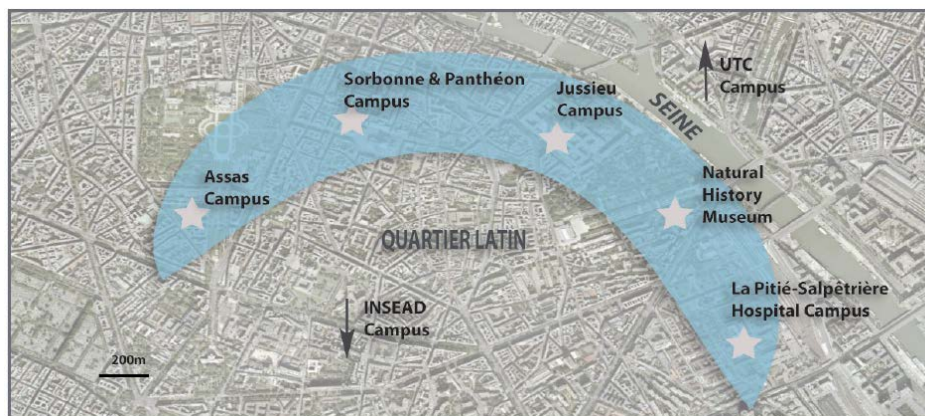 Sorbonne & Panthéon
Campus
Jussieu
Campus
UTC
Campus
SEINE
Assas
Campus
Natural
History
Museum
QUARTIER LATIN
La Pitié-Salpêtrière
Hospital Campus
INSEAD
Campus
200m